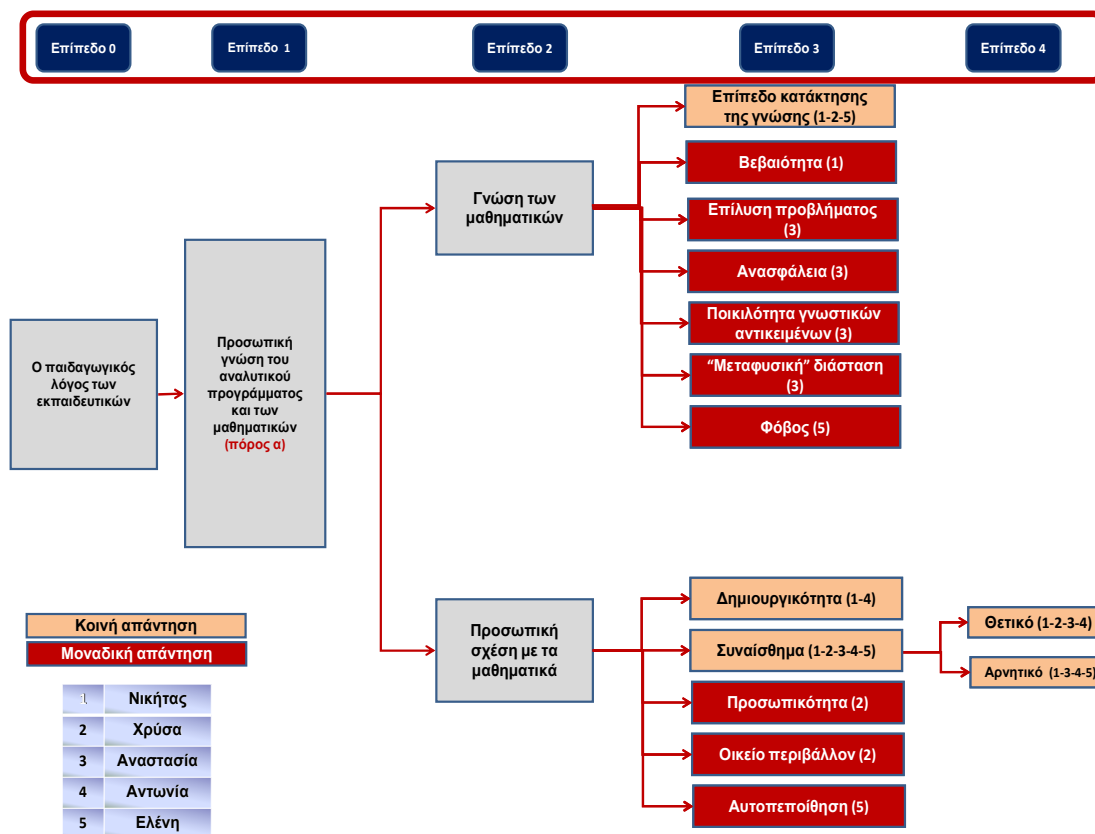 Επίπεδο 0
Επίπεδο 1
Επίπεδο 2
Επίπεδο 3
Επίπεδο 4
Ο παιδαγωγικός
λόγος των
εκπαιδευτικών
Προσωπική
γνώση του
αναλυτικού
προγράμματος
και των
μαθηματικών
(πόρος α)
Γνώση των
μαθηματικών
Επίπεδο κατάκτησης
της γνώσης (1-2-5)
Βεβαιότητα (1)
Επίλυση προβλήματος
(3)
Ανασφάλεια (3)
Ποικιλότητα γνωστικών
αντικειμένων (3)
“Μεταφυσική” διάσταση
(3)
Φόβος (5)
Προσωπική
σχέση με τα
μαθηματικά
Δημιουργικότητα (1-4)
Συναίσθημα (1-2-3-4-5)
Προσωπικότητα (2)
Οικείο περιβάλλον (2)
Αυτοπεποίθηση (5)
Θετικό (1-2-3-4)
Αρνητικό (1-3-4-5)
Κοινή απάντηση
Μοναδική απάντηση
1 Νικήτας
2 Χρύσα
3 Αναστασία
4 Αντωνία
5 Ελένη